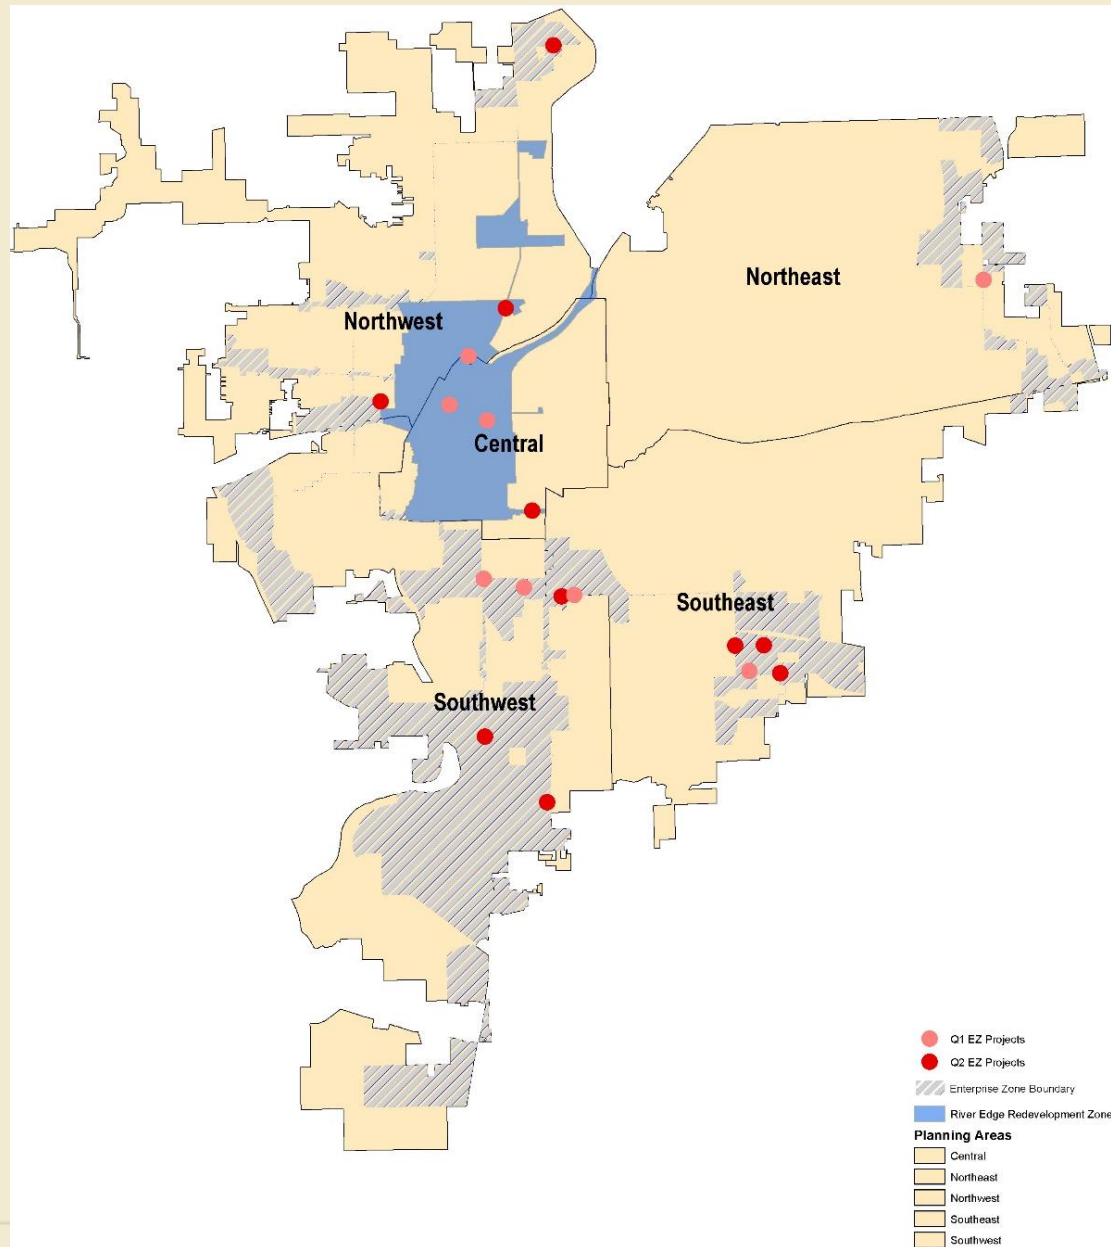 Northeast
Northwest
Central
Southeast
Southwest
Q1 EZ Projects
Q2 EZ Projects
Enterprise Zone Boundary
River Edge Redevelopment Zone
Planning Areas
Central
Northeast
Northwest
Southeast
Southwest